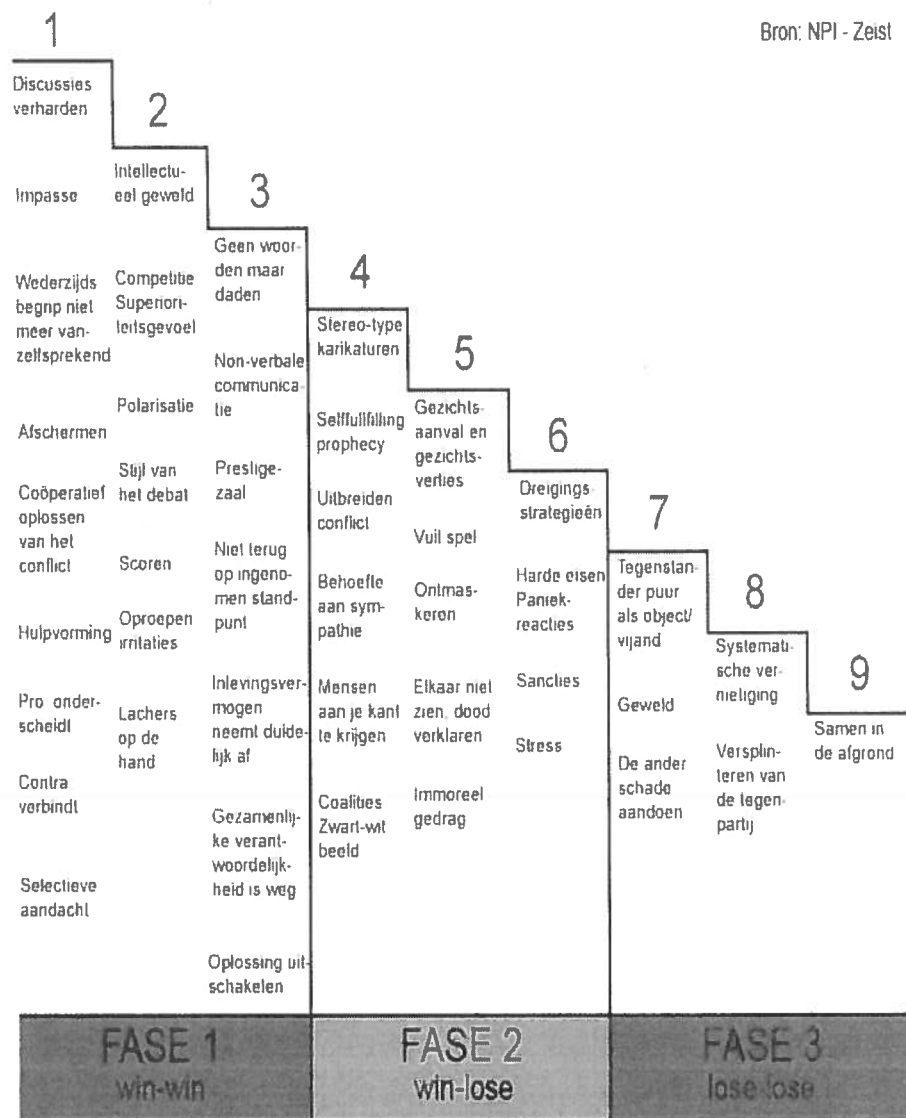 Bron: NPI - Zeist
1
Discussies
verharden
Impasse
Wederzijds
begrip niet
meer van-
zelfsprekend
Afschermen
Coöperatief
oplossen
van het
conflict
Hulpvorming
Pro onder-
scheidt
Contra
verbindt
Selectieve
aandacht
2
Intellectu-
eel geweld
Competitie
Superiori-
teitsgevoel
Polarisatie
Stijl van
het debat
Scoren
Oproepen
irritaties
Lachers
op de
hand
3
Geen woor-
den maar
daden
Non-verbale
communica-
tie
Prestige-
zaal
Niet terug
op ingeno-
men stand-
punt
Inlevingsver-
mogen
neemt duide-
lijk af
Gezamenlij-
ke verant-
woordelijk-
heid is weg
Oplossing uit-
schakelen
4
Stereo-type
karikaturen
Selffullfilling
prophecy
Uitbreiden
conflict
Behoefte
aan sym-
pathie
Mensen
aan je kant
te krijgen
Coalities
Zwart-wit
beeld
5
Gezichts-
aanval en
gezichts-
verlies
Vuil spel
Ontmas-
keren
Elkaar niet
zien, dood
verklaren
Immoreel
gedrag
6
Dreigings
strategieën
Harde eisen
Paniek-
reacties
Sancties
Stress
7
Tegenstan-
der puur
als object/
vijand
Geweld
De ander
schade
aandoen
8
Systemati-
sche ver-
nietiging
Versplin-
teren van
de tegen-
partij
9
Samen in
de afgrond
FASE 1
win-win
FASE 2
win-lose
FASE 3
lose-lose